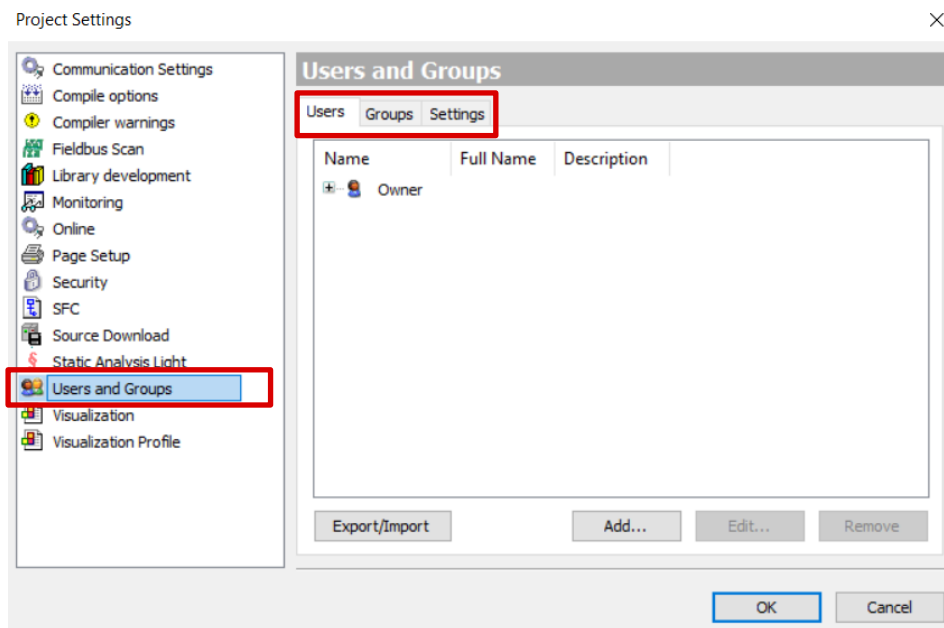 Project Settings
Communication Settings
Compile options
Compiler warnings
Fieldbus Scan
Library development
Monitoring
Online
Page Setup
Security
SFC
Source Download
Static Analysis Light
Users and Groups
Visualization
Visualization Profile
Users and Groups
Users Groups Settings
Name Full Name Description
Owner
Export/Import Add... Edit... Remove
OK Cancel